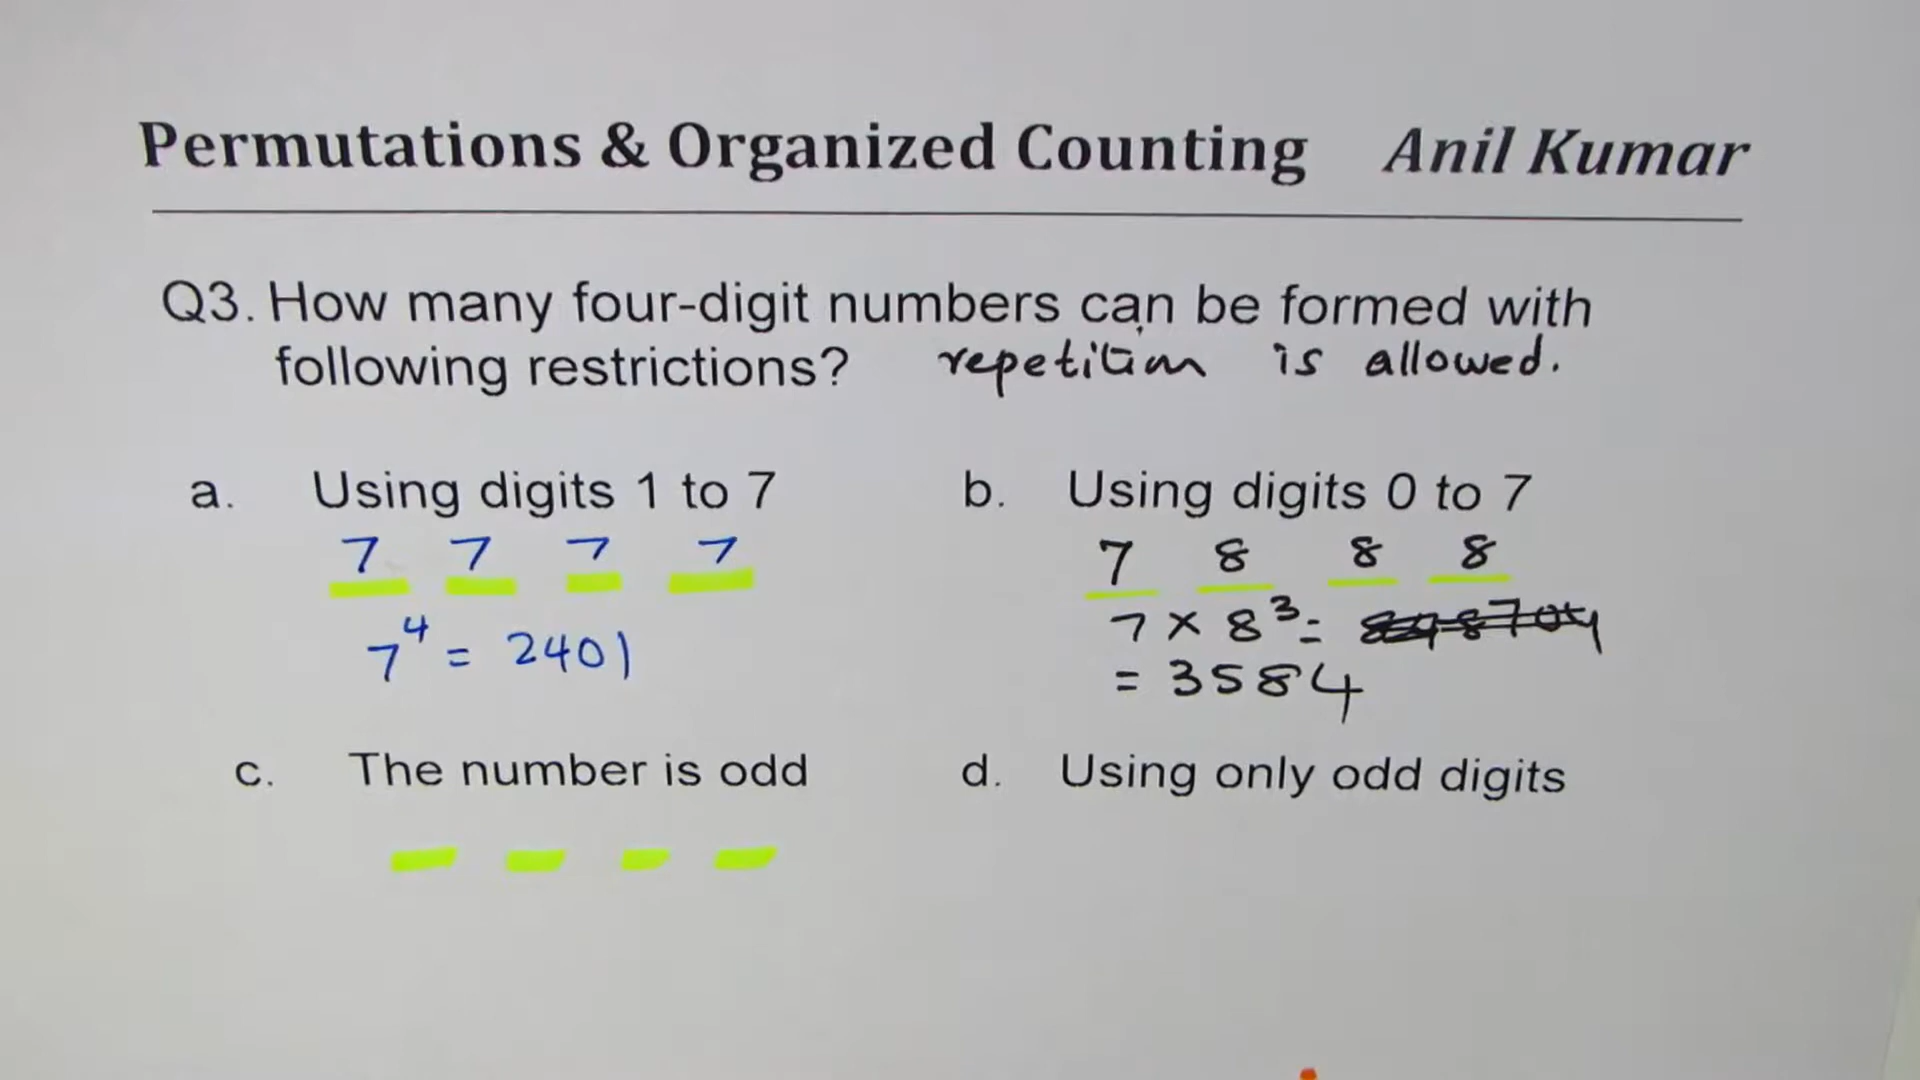 Permutations & Organized Counting Anil Kumar
Q3. How many four-digit numbers can be formed with
following restrictions? repetition is allowed.
a. Using digits 1 to 7
7 7 7 7
7⁴ = 2401
b. Using digits 0 to 7
7 8 8 8
7 × 8³ =
= 3584
c. The number is odd
d. Using only odd digits